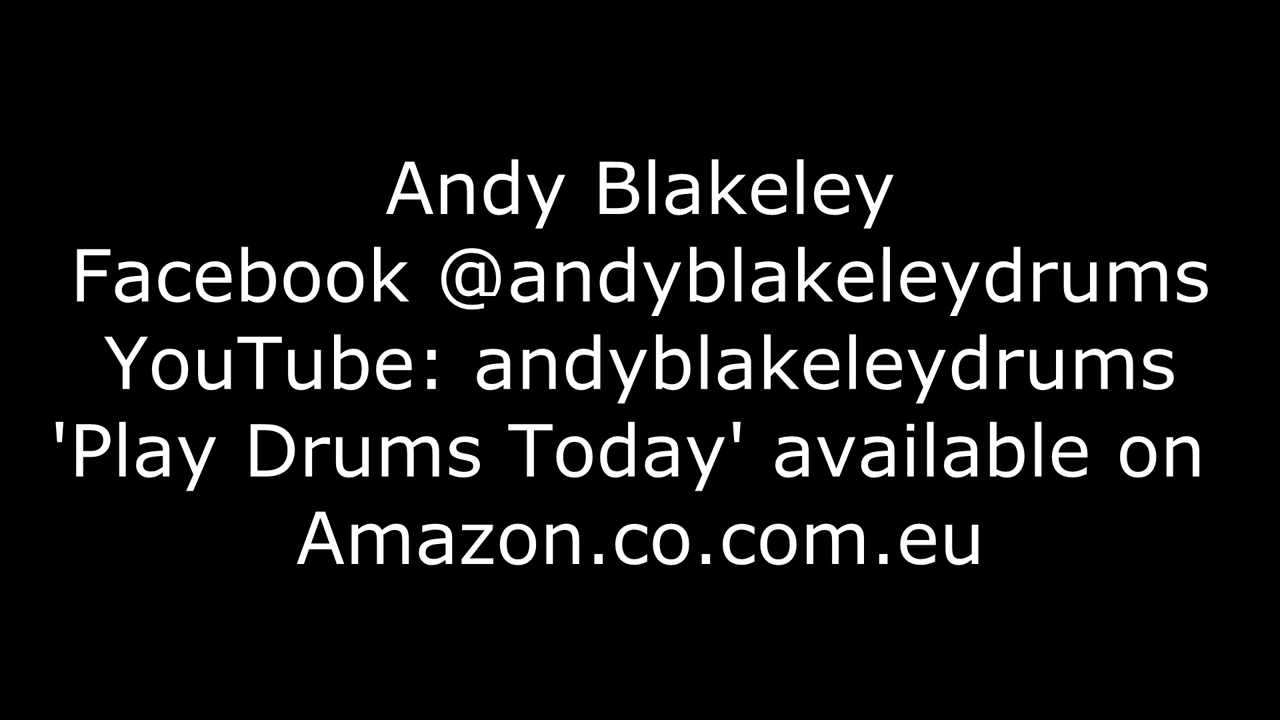 Andy Blakeley
Facebook @andyblakeleydrums
YouTube: andyblakeleydrums
'Play Drums Today' available on
Amazon.co.com.eu